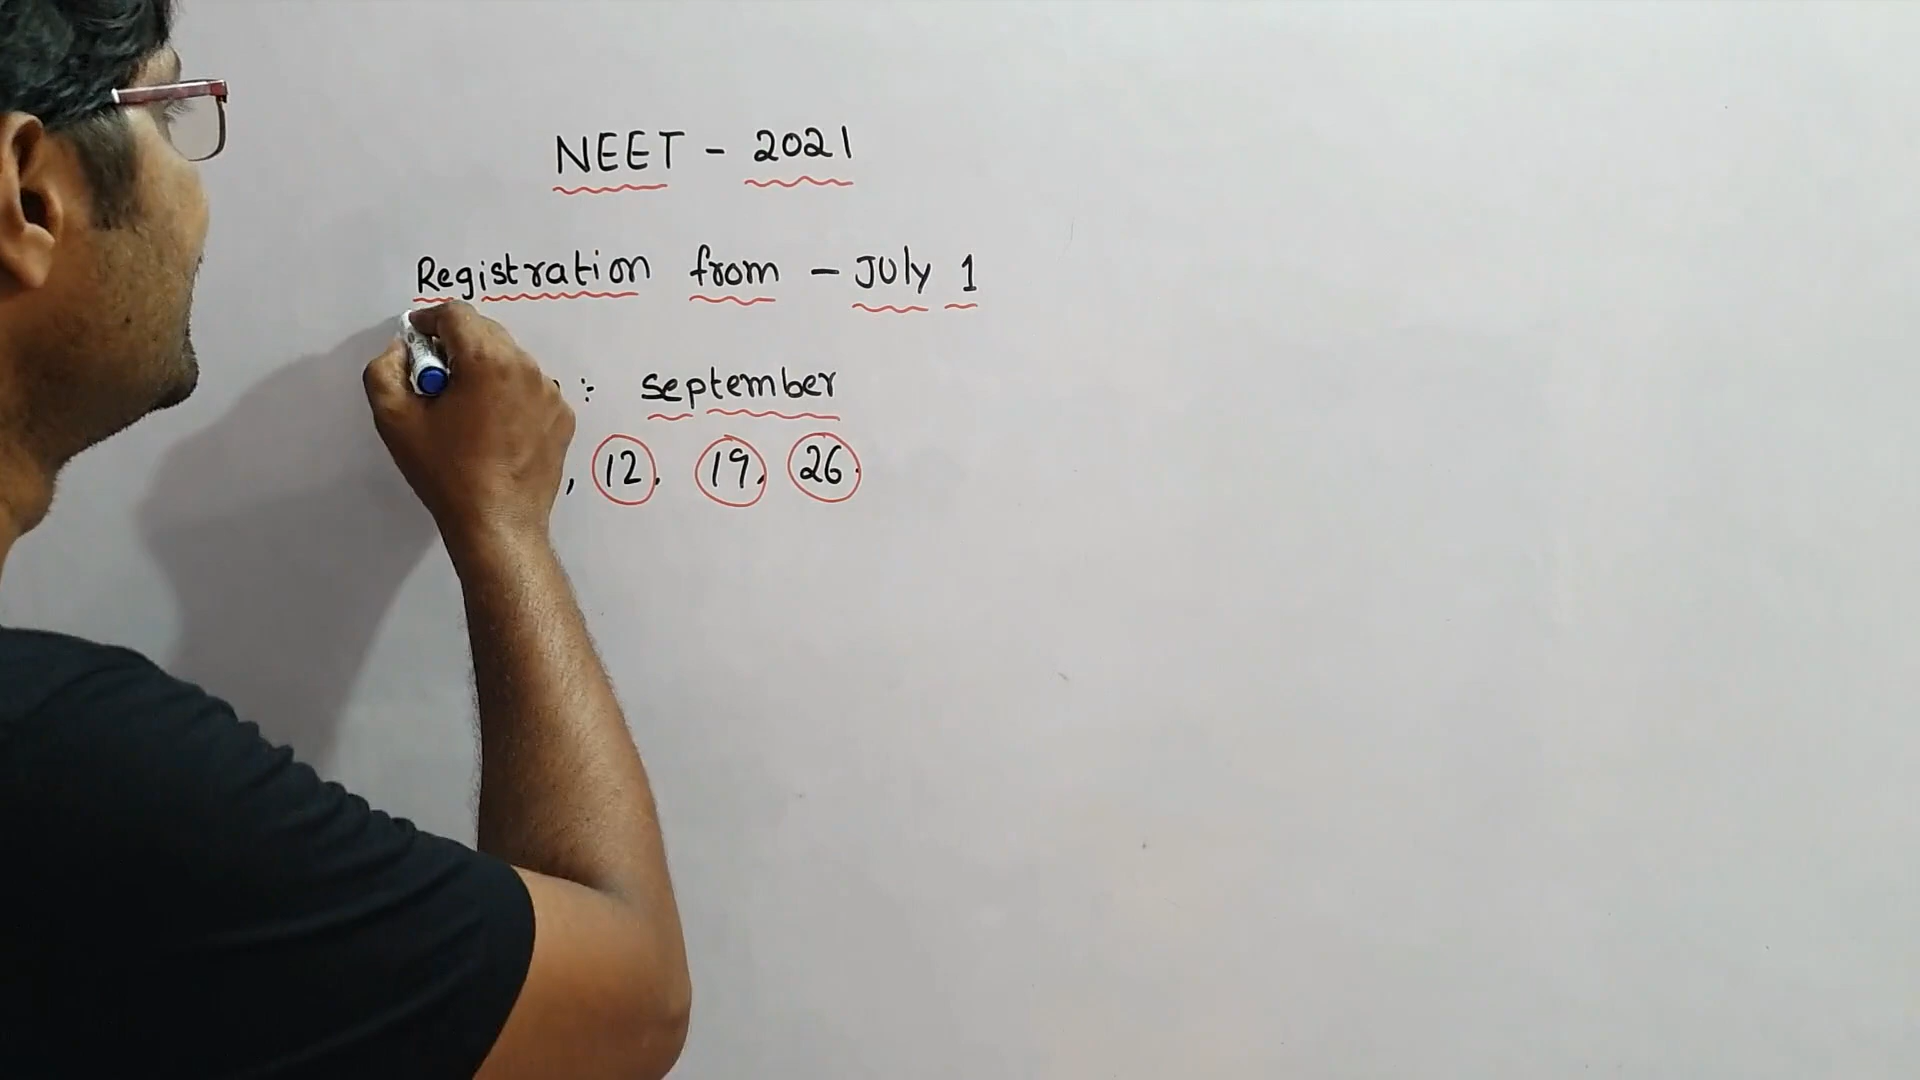 NEET - 2021
Registration from - July 1
: september
, 12, 19, 26.